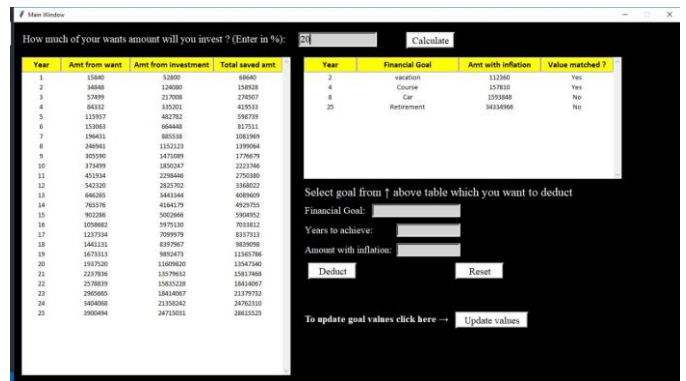 Main Window
How much of your wants amount will you invest ? (Enter in %): 20 Calculate
Year Amt from want Amt from investment Total saved amt
1 15840 52800 68640
2 34848 124080 158928
3 57499 217008 274507
4 84332 335201 419533
5 115957 482782 598739
6 153063 664448 817511
7 196431 885538 1081969
8 246941 1152123 1399064
9 305590 1471089 1776679
10 373499 1850247 2223746
11 451934 2298446 2750380
12 542320 2825702 3368022
13 646265 3443344 4089609
14 765576 4164179 4929755
15 902286 5002666 5904952
16 1058682 5975130 7033812
17 1237334 7099979 8337313
18 1441131 8397967 9839098
19 1673313 9892473 11565786
20 1937520 11609820 13547340
21 2237836 13579632 15817468
22 2578839 15835228 18414067
23 2965665 18414067 21379732
24 3404068 21358242 24762310
25 3900494 24715031 28615525
Year Financial Goal Amt with inflation Value matched ?
2 vacation 112360 Yes
4 Course 157810 Yes
8 Car 1593848 No
25 Retirement 34334966 No
Select goal from ↑ above table which you want to deduct
Financial Goal:
Years to achieve:
Amount with inflation:
Deduct Reset
To update goal values click here → Update values